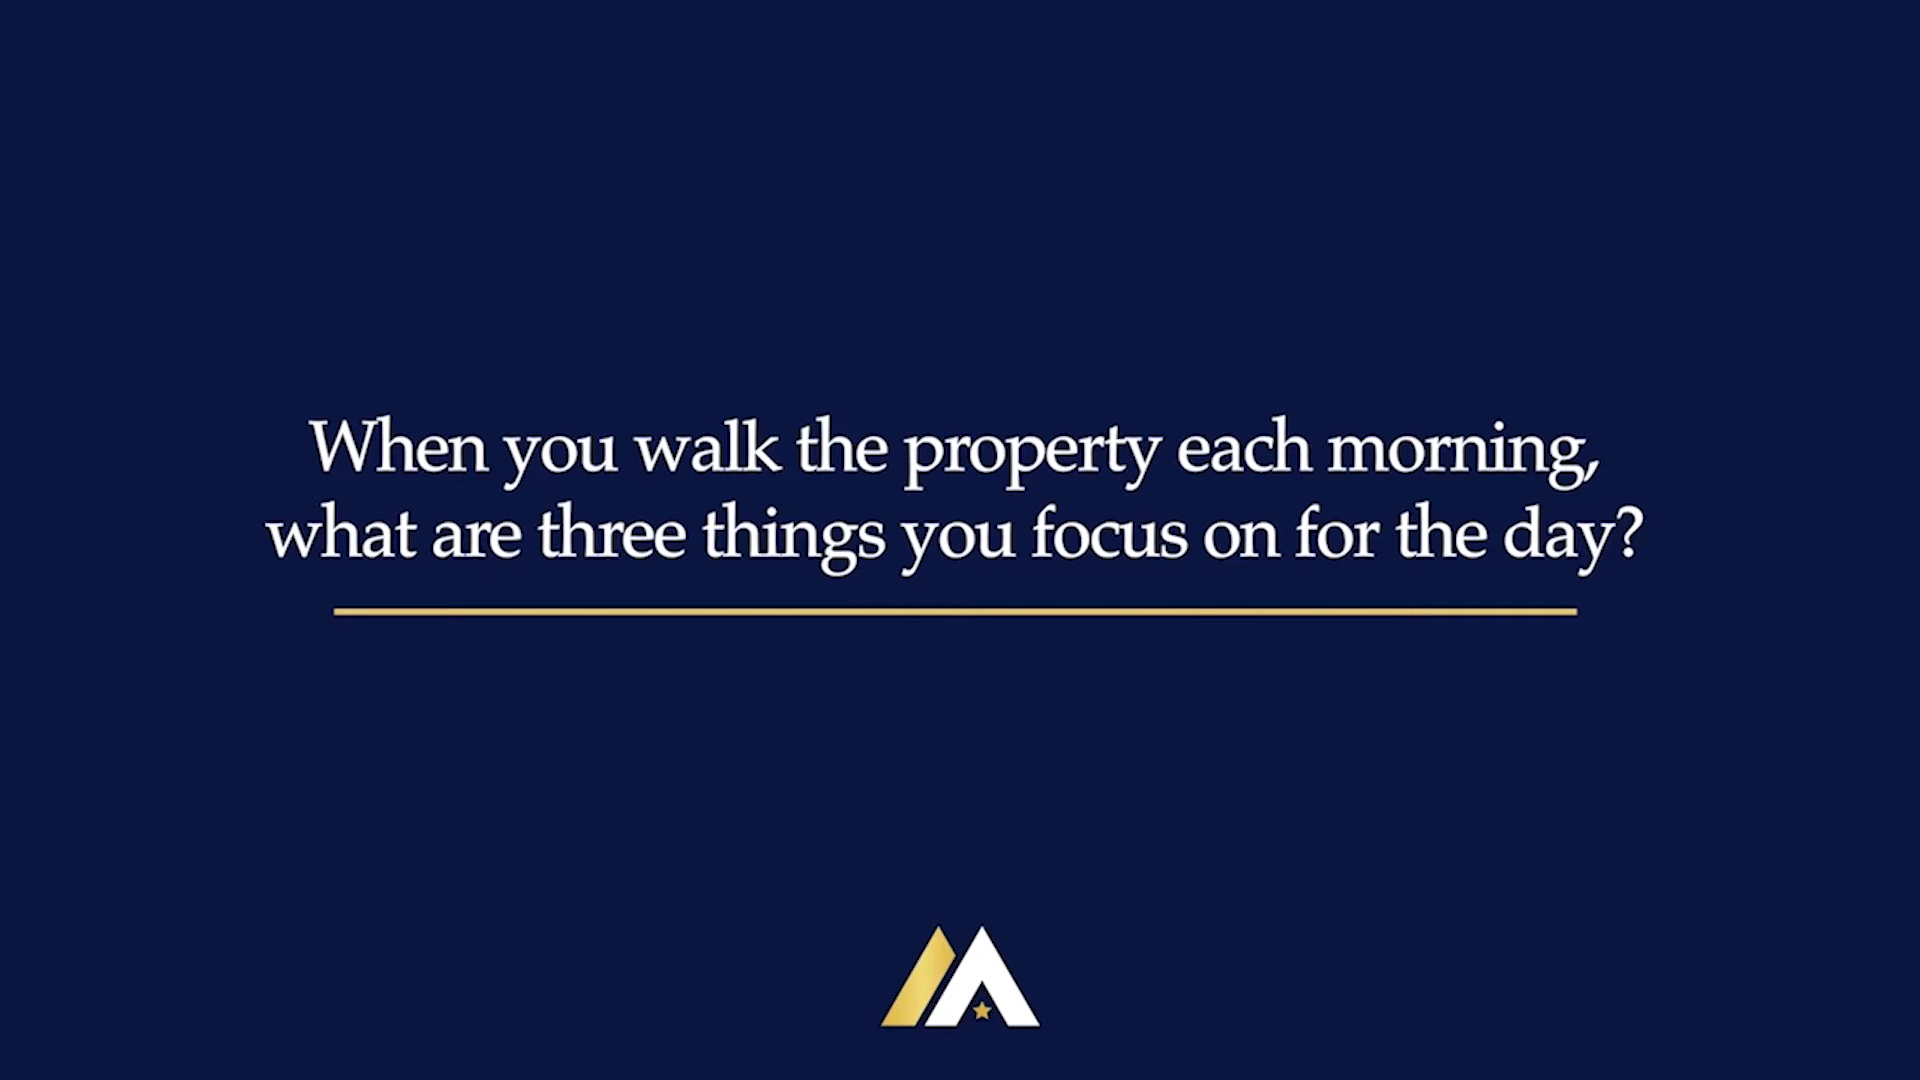 When you walk the property each morning,
what are three things you focus on for the day?